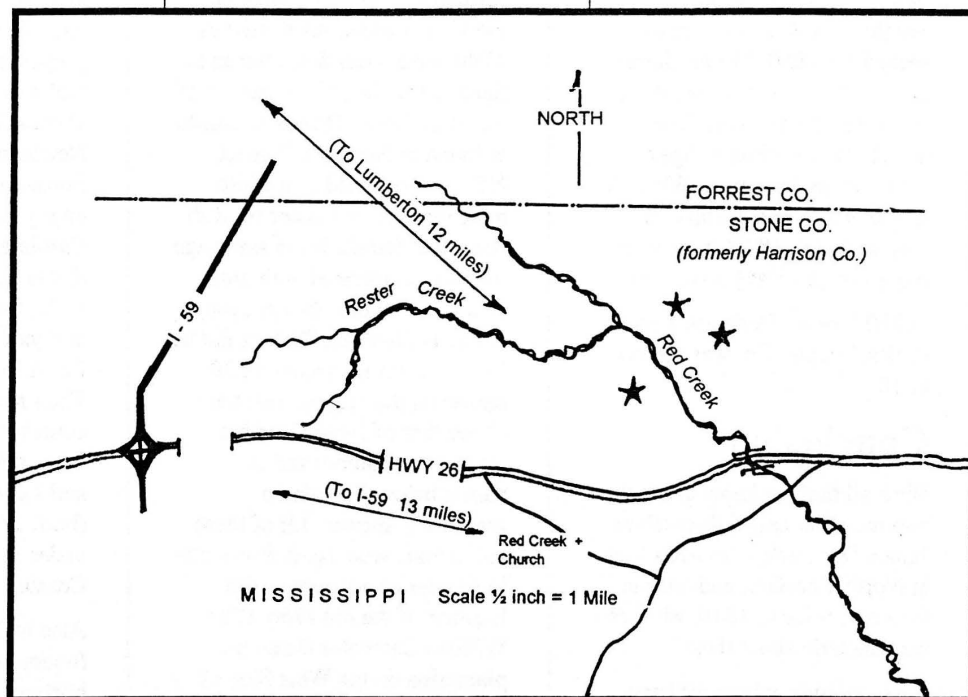 NORTH
(To Lumberton 12 miles)
FORREST CO.
STONE CO.
(formerly Harrison Co.)
I - 59
Rester Creek
Red Creek
HWY 26
(To I-59 13 miles)
Red Creek +
Church
MISSISSIPPI Scale ½ inch = 1 Mile